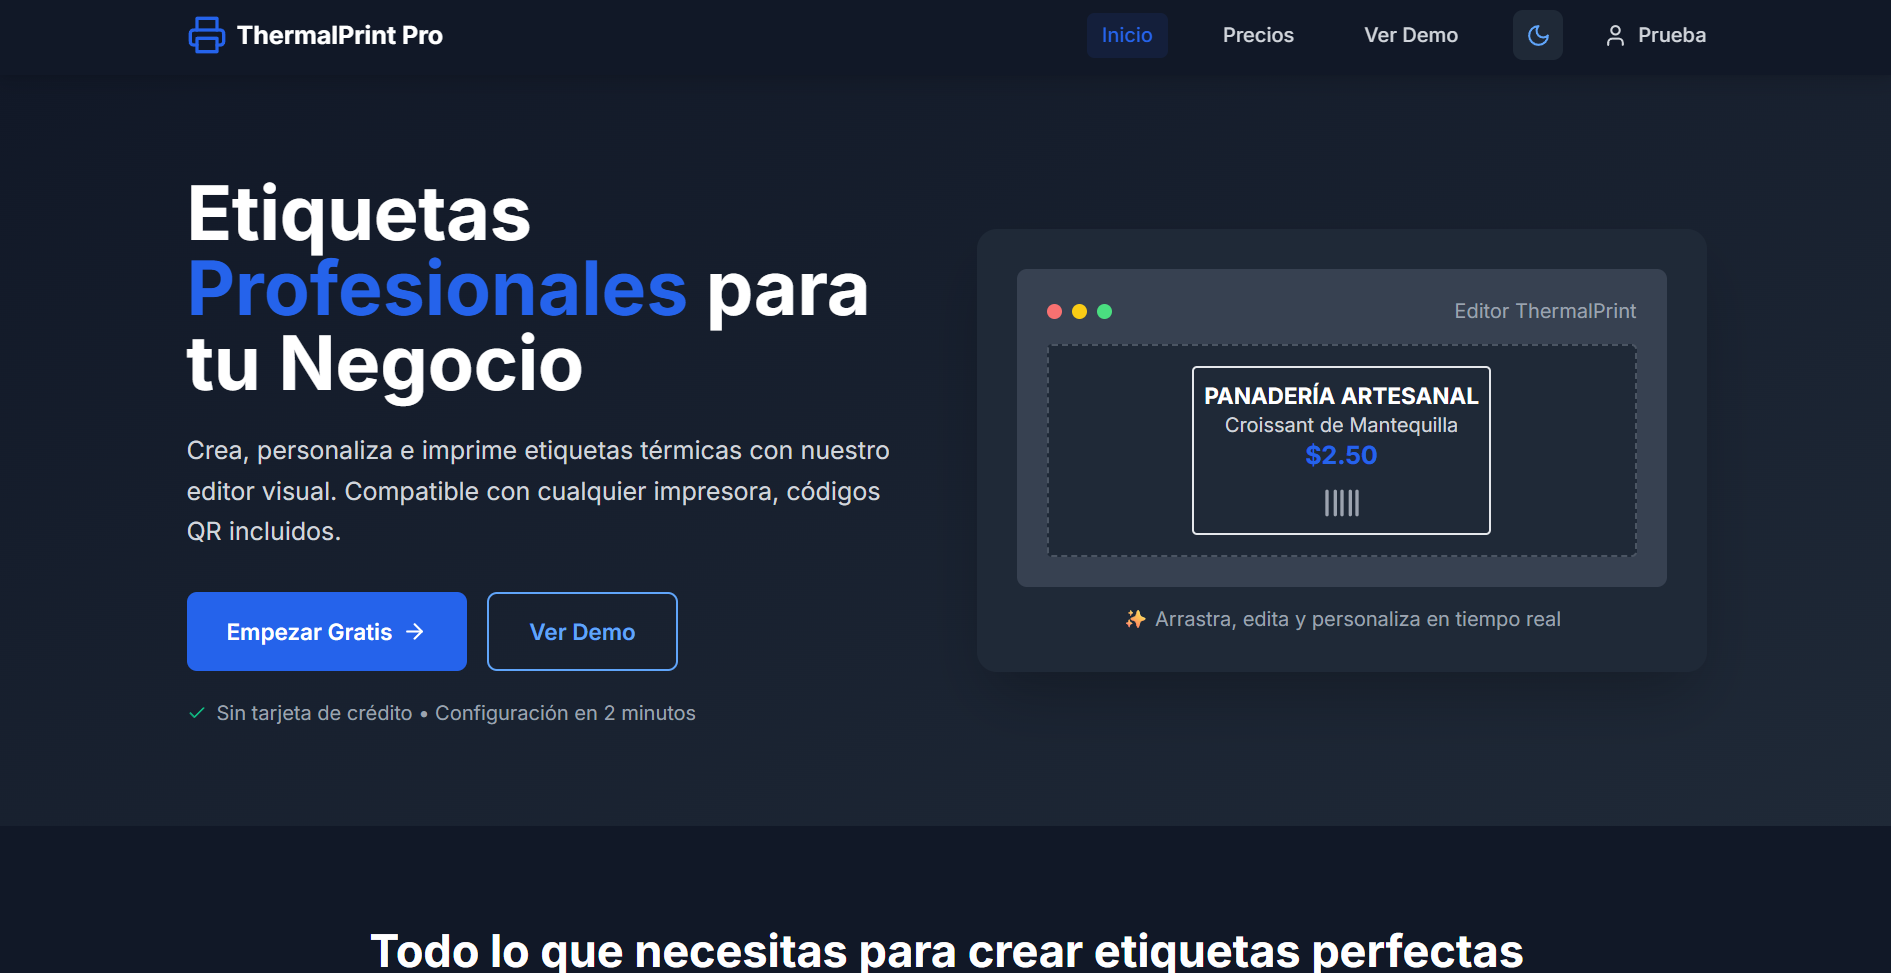 ThermalPrint Pro
Inicio
Precios
Ver Demo
Prueba
Etiquetas
Profesionales para
tu Negocio
Crea, personaliza e imprime etiquetas térmicas con nuestro
editor visual. Compatible con cualquier impresora, códigos
QR incluidos.
Empezar Gratis →
Ver Demo
Sin tarjeta de crédito • Configuración en 2 minutos
Editor ThermalPrint
PANADERÍA ARTESANAL
Croissant de Mantequilla
$2.50
✨ Arrastra, edita y personaliza en tiempo real
Todo lo que necesitas para crear etiquetas perfectas